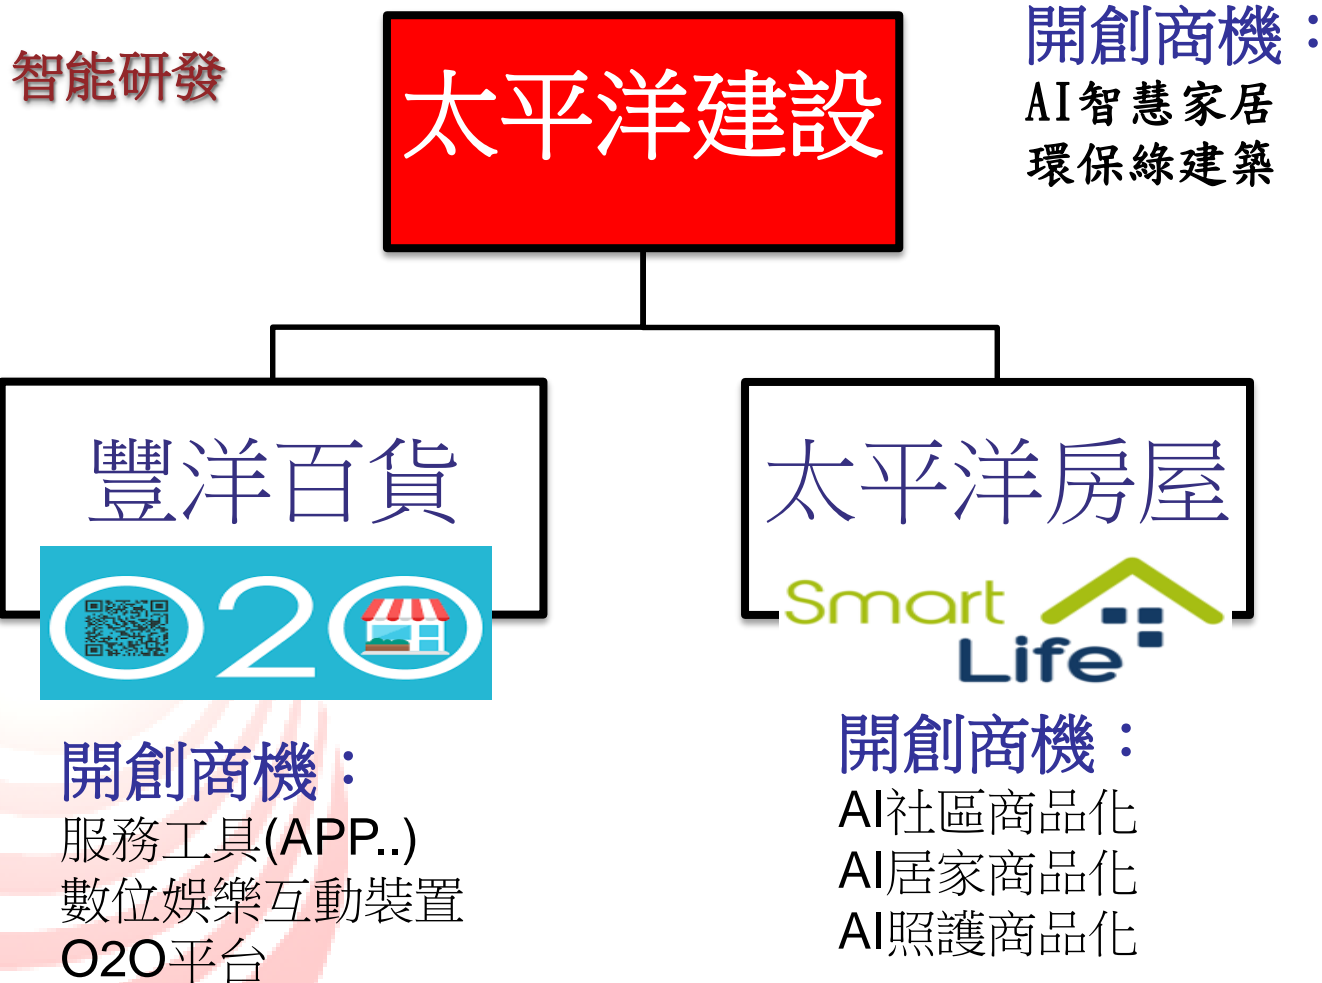 智能研發
太平洋建設
開創商機：
AI智慧家居
環保綠建築
豐洋百貨
O2O
開創商機：
服務工具(APP..)
數位娛樂互動裝置
O2O平台
太平洋房屋
Smart
Life
開創商機：
AI社區商品化
AI居家商品化
AI照護商品化